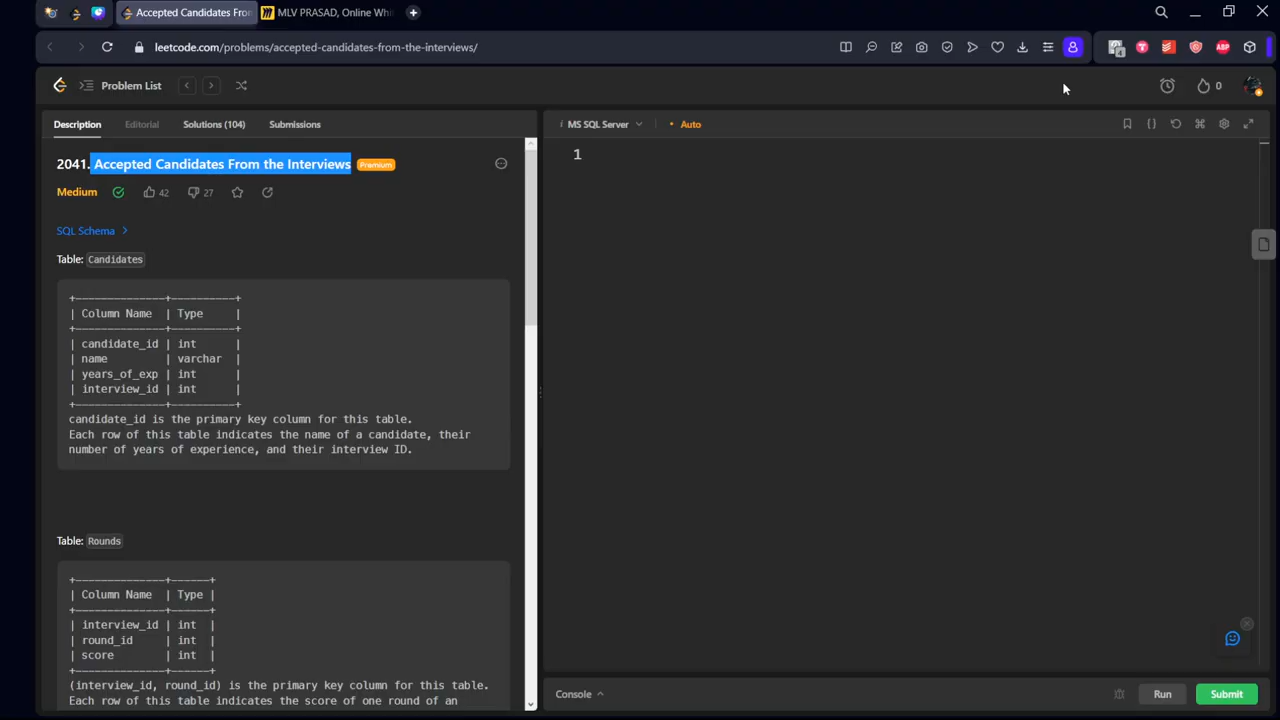 Accepted Candidates From
MLV PRASAD, Online Wha
leetcode.com/problems/accepted-candidates-from-the-interviews/
Problem List
0
Description
Editorial
Solutions (104)
Submissions
MS SQL Server
• Auto
2041. Accepted Candidates From the Interviews
Premium
1
Medium
42
27
SQL Schema
Table: Candidates
+--------------+----------+
| Column Name  | Type     |
+--------------+----------+
| candidate_id | int      |
| name         | varchar  |
| years_of_exp | int      |
| interview_id | int      |
+--------------+----------+
candidate_id is the primary key column for this table.
Each row of this table indicates the name of a candidate, their
number of years of experience, and their interview ID.
Table: Rounds
+--------------+------+
| Column Name  | Type |
+--------------+------+
| interview_id | int  |
| round_id     | int  |
| score        | int  |
+--------------+------+
(interview_id, round_id) is the primary key column for this table.
Each row of this table indicates the score of one round of an
Console
Run
Submit